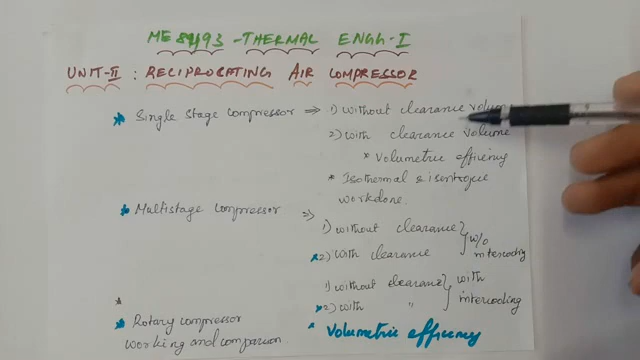 ME8493 -THERMAL ENGG-I
UNIT-II : RECIPROCATING AIR COMPRESSOR
* Single stage compressor ⇒ 1) without clearance volume
2) with clearance volume
* Volumetric efficiency
* Isothermal & isentropic
workdone.
* Multistage compressor ⇒
1) without clearance } w/o
* 2) With clearance } intercooling
1) without clearance } with
* 2) with " } intercooling
*
* Rotary compressor
working and comparison
* Volumetric efficiency